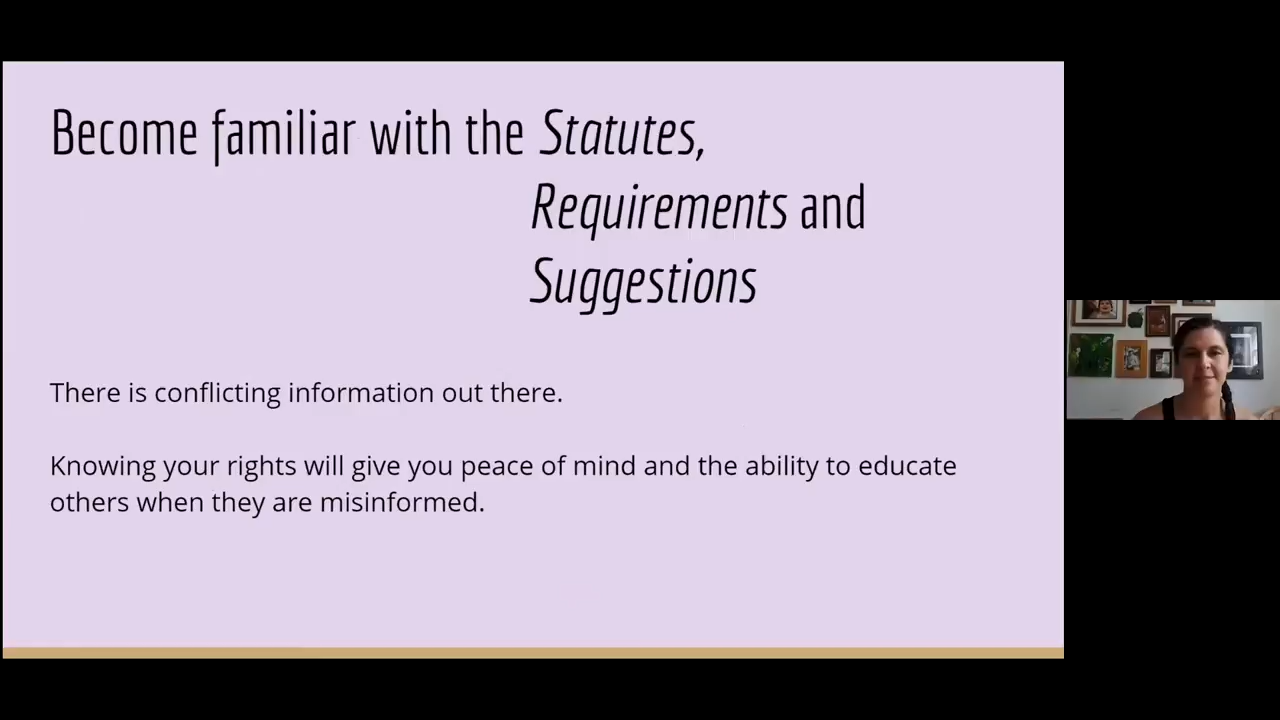 Become familiar with the Statutes,
Requirements and
Suggestions
There is conflicting information out there.
Knowing your rights will give you peace of mind and the ability to educate
others when they are misinformed.